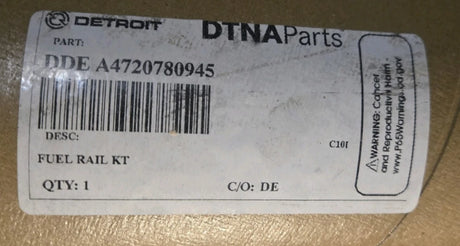 DETROIT
DTNAParts
PART:
DDE A4720780945
DESC:
C101
FUEL RAIL KT
QTY: 1
C/O: DE
WARNING: Cancer
and Reproductive Harm -
www.P65Warnings.ca.gov